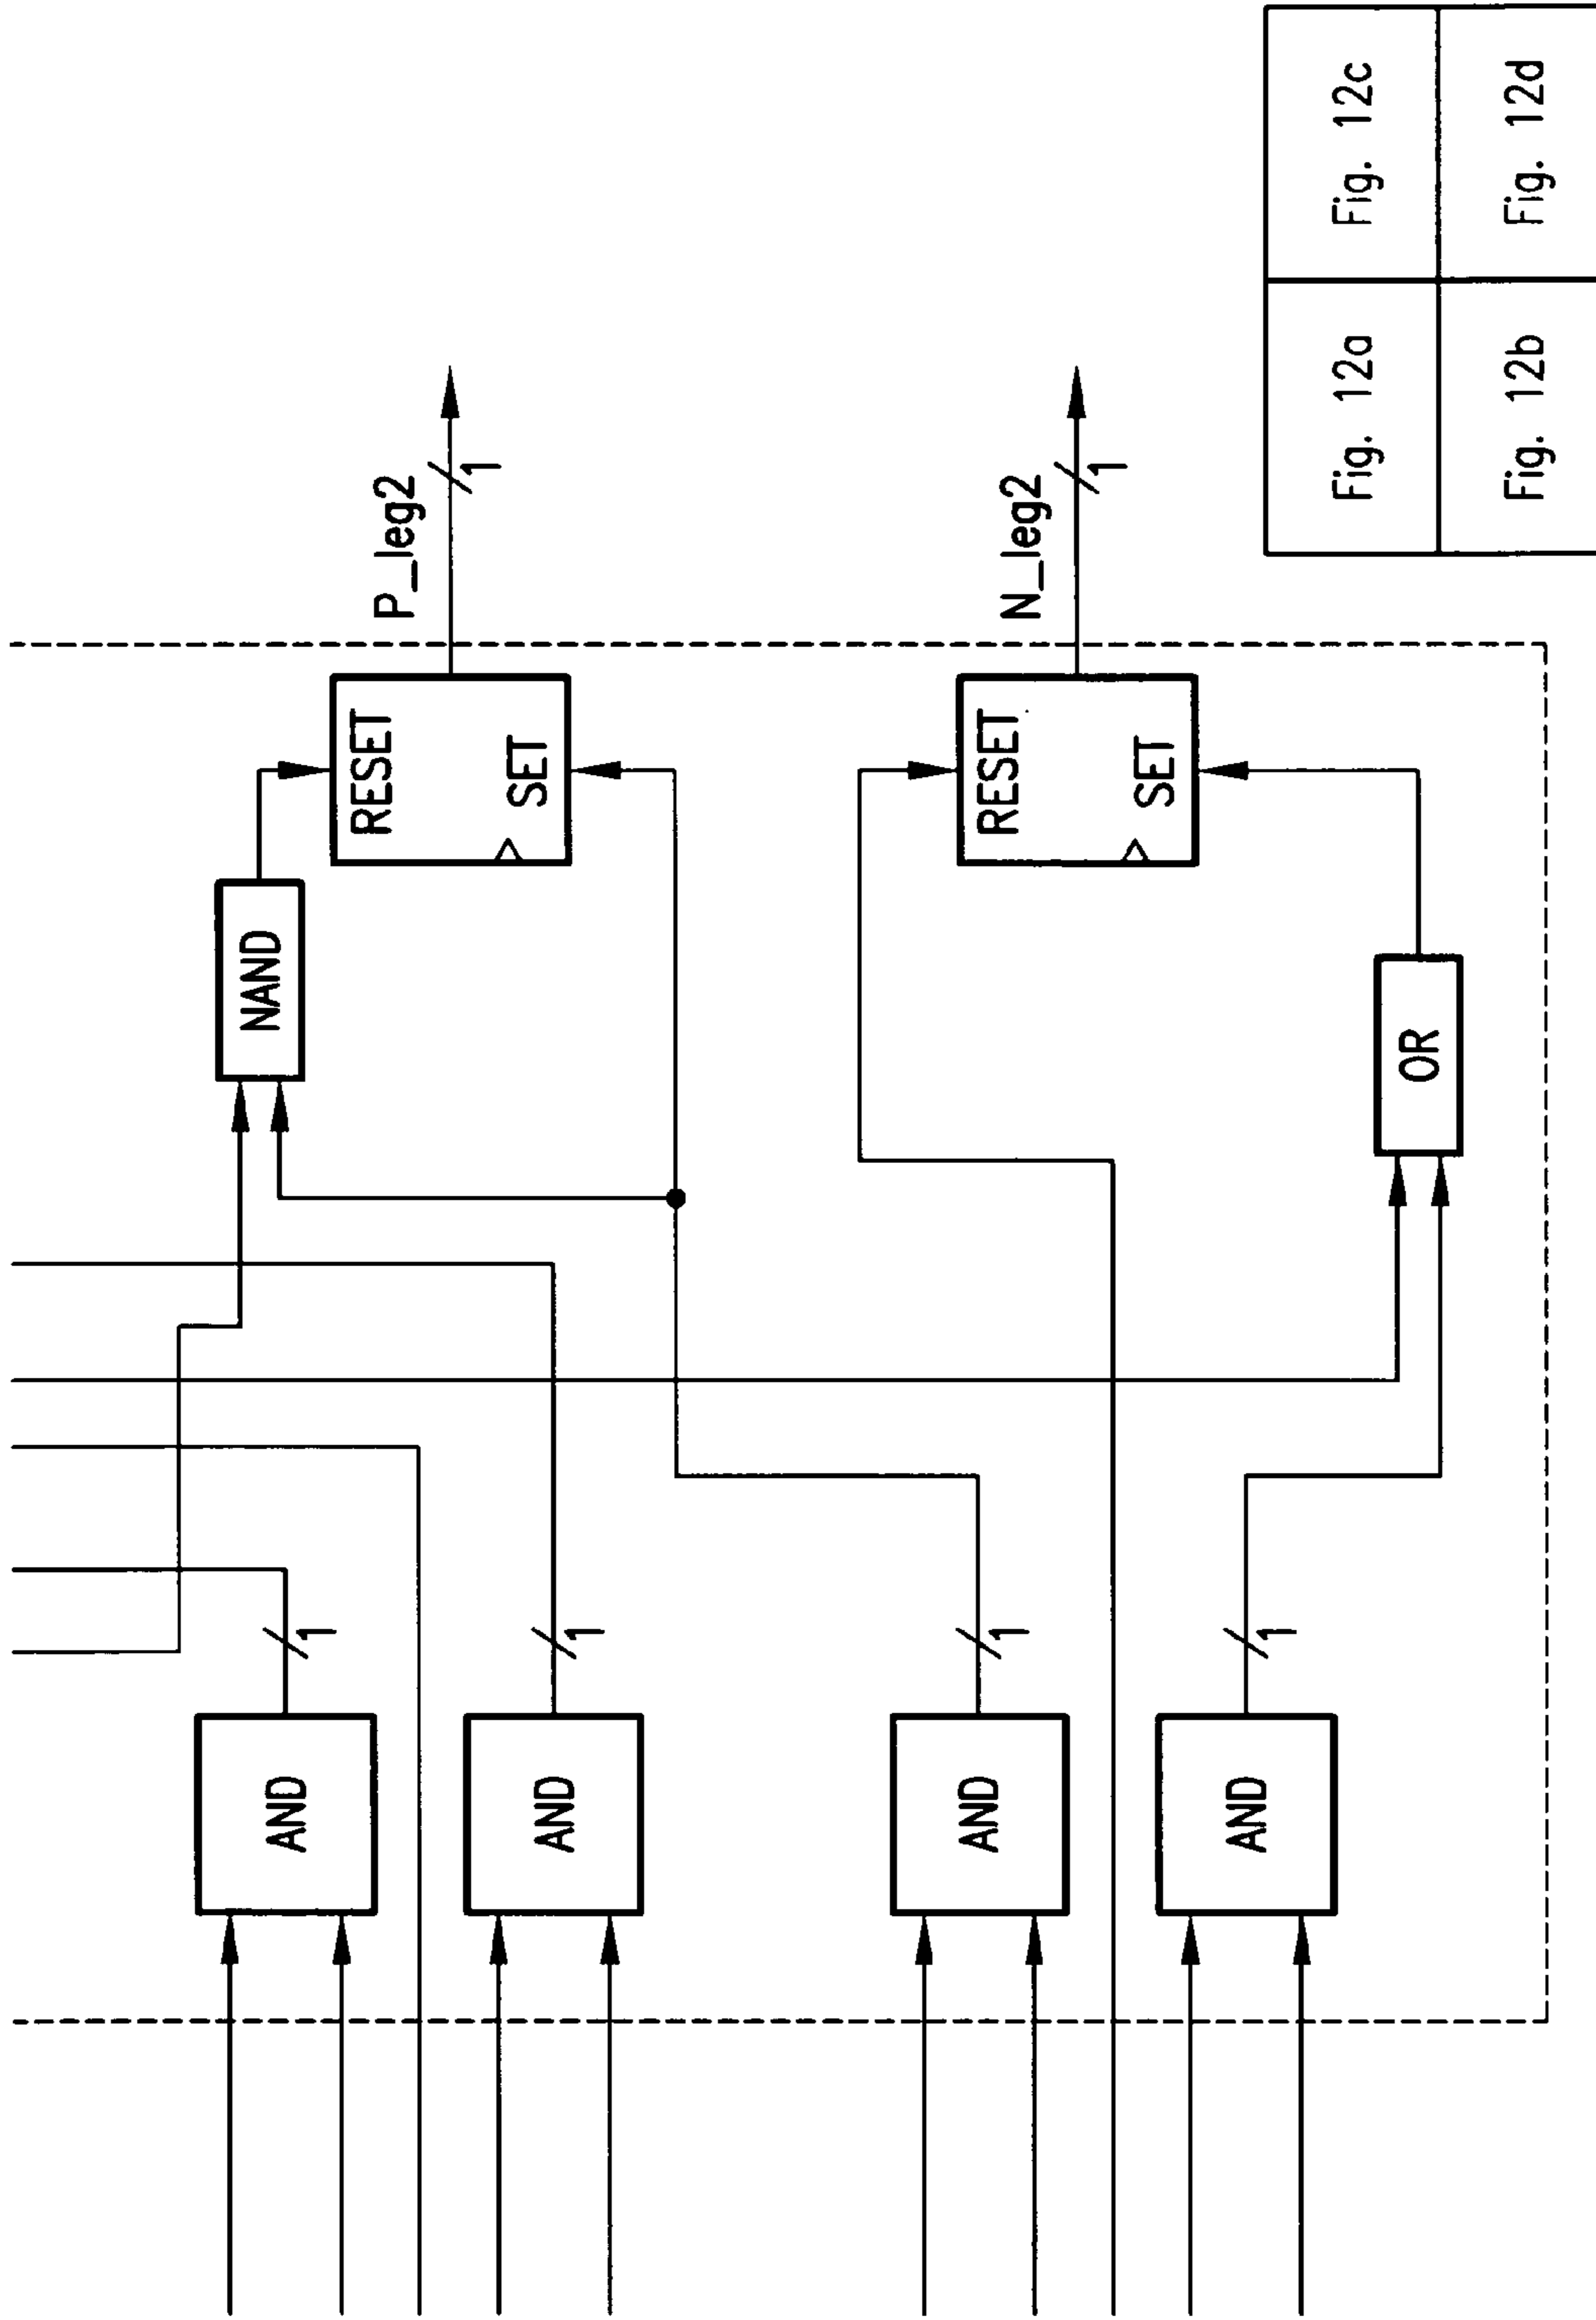 AND
AND
AND
AND
1
1
1
1
NAND
OR
RESET
SET
RESET
SET
P_leg2
1
N_leg2
1
Fig. 12a
Fig. 12c
Fig. 12b
Fig. 12d